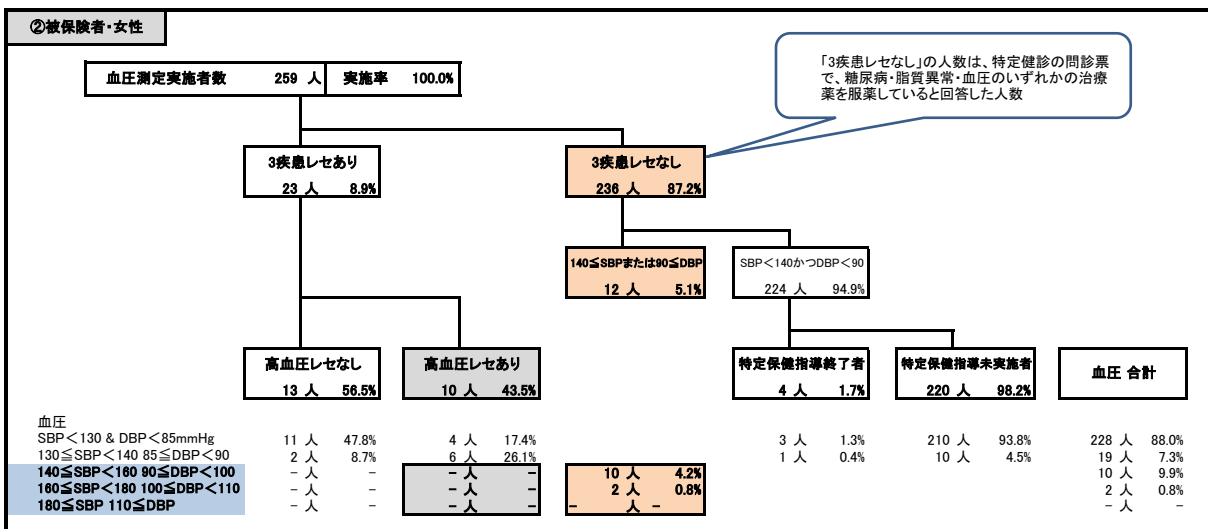 ②被保険者・女性
「3疾患レセなし」の人数は、特定健診の問診票
で、糖尿病・脂質異常・血圧のいずれかの治療
薬を服薬していると回答した人数
血圧測定実施者数 259 人 実施率 100.0%
3疾患レセあり 3疾患レセなし
23 人 8.9% 236 人 87.2%
140≦SBPまたは90≦DBP SBP<140かつDBP<90
12 人 5.1% 224 人 94.9%
高血圧レセなし 高血圧レセあり 特定保健指導終了者 特定保健指導未実施者 血圧 合計
13 人 56.5% 10 人 43.5% 4 人 1.7% 220 人 98.2%
血圧
SBP<130 & DBP<85mmHg 11 人 47.8% 4 人 17.4% 3 人 1.3% 210 人 93.8% 228 人 88.0%
130≦SBP<140 85≦DBP<90 2 人 8.7% 6 人 26.1% 1 人 0.4% 10 人 4.5% 19 人 7.3%
140≦SBP<160 90≦DBP<100 - 人 - - 人 - 10 人 4.2% 10 人 9.9%
160≦SBP<180 100≦DBP<110 - 人 - - 人 - 2 人 0.8% 2 人 0.8%
180≦SBP 110≦DBP - 人 - - 人 - - 人 - - 人 -